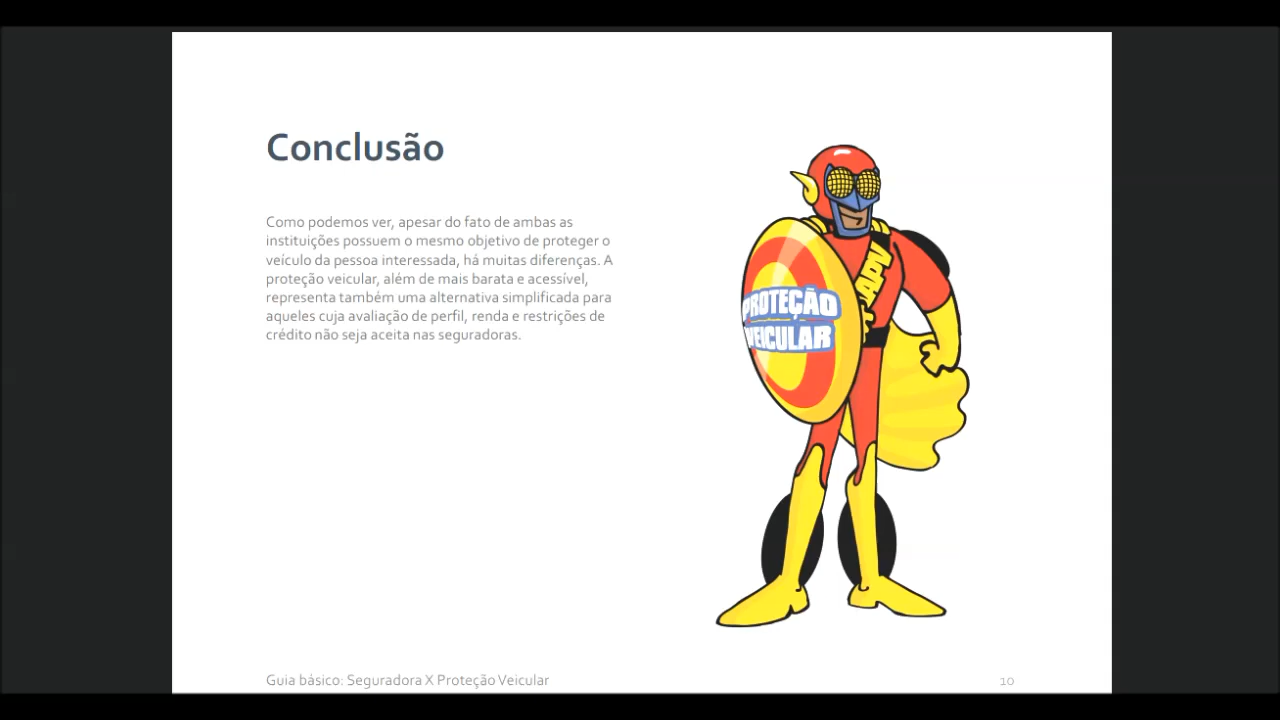 Conclusão
Como podemos ver, apesar do fato de ambas as
instituições possuem o mesmo objetivo de proteger o
veículo da pessoa interessada, há muitas diferenças. A
proteção veicular, além de mais barata e acessível,
representa também uma alternativa simplificada para
aqueles cuja avaliação de perfil, renda e restrições de
crédito não seja aceita nas seguradoras.
PROTEÇÃO
VEICULAR
Guia básico: Seguradora X Proteção Veicular
10